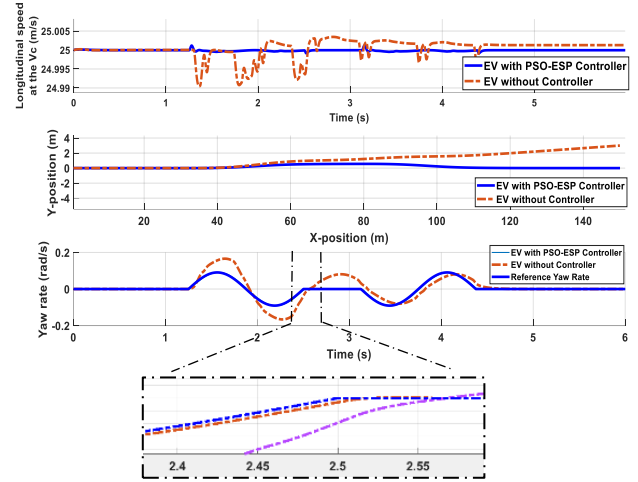 Longitudinal speed
at the Vc (m/s)
25.005
25
24.995
24.99
EV with PSO-ESP Controller
EV without Controller
0 1 2 3 4 5
Time (s)
Y-position (m)
4
2
0
-2
-4
EV with PSO-ESP Controller
EV without Controller
20 40 60 80 100 120 140
X-position (m)
Yaw rate (rad/s)
0.2
0
-0.2
EV with PSO-ESP Controller
EV without Controller
Reference Yaw Rate
0 1 2 3 4 5 6
Time (s)
2.4 2.45 2.5 2.55